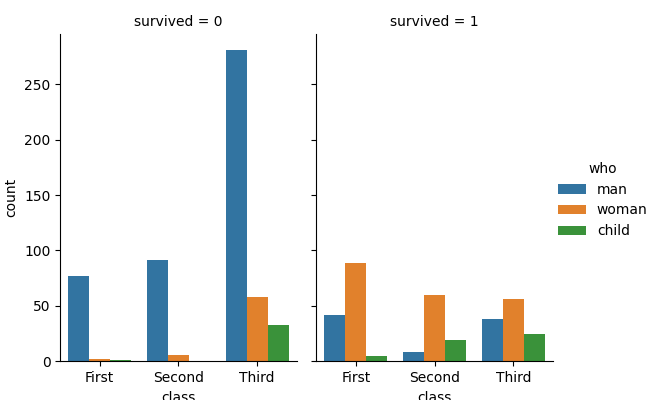 survived = 0
survived = 1
250
200
150
100
50
0
count
First Second Third
class
First Second Third
class
who
man
woman
child